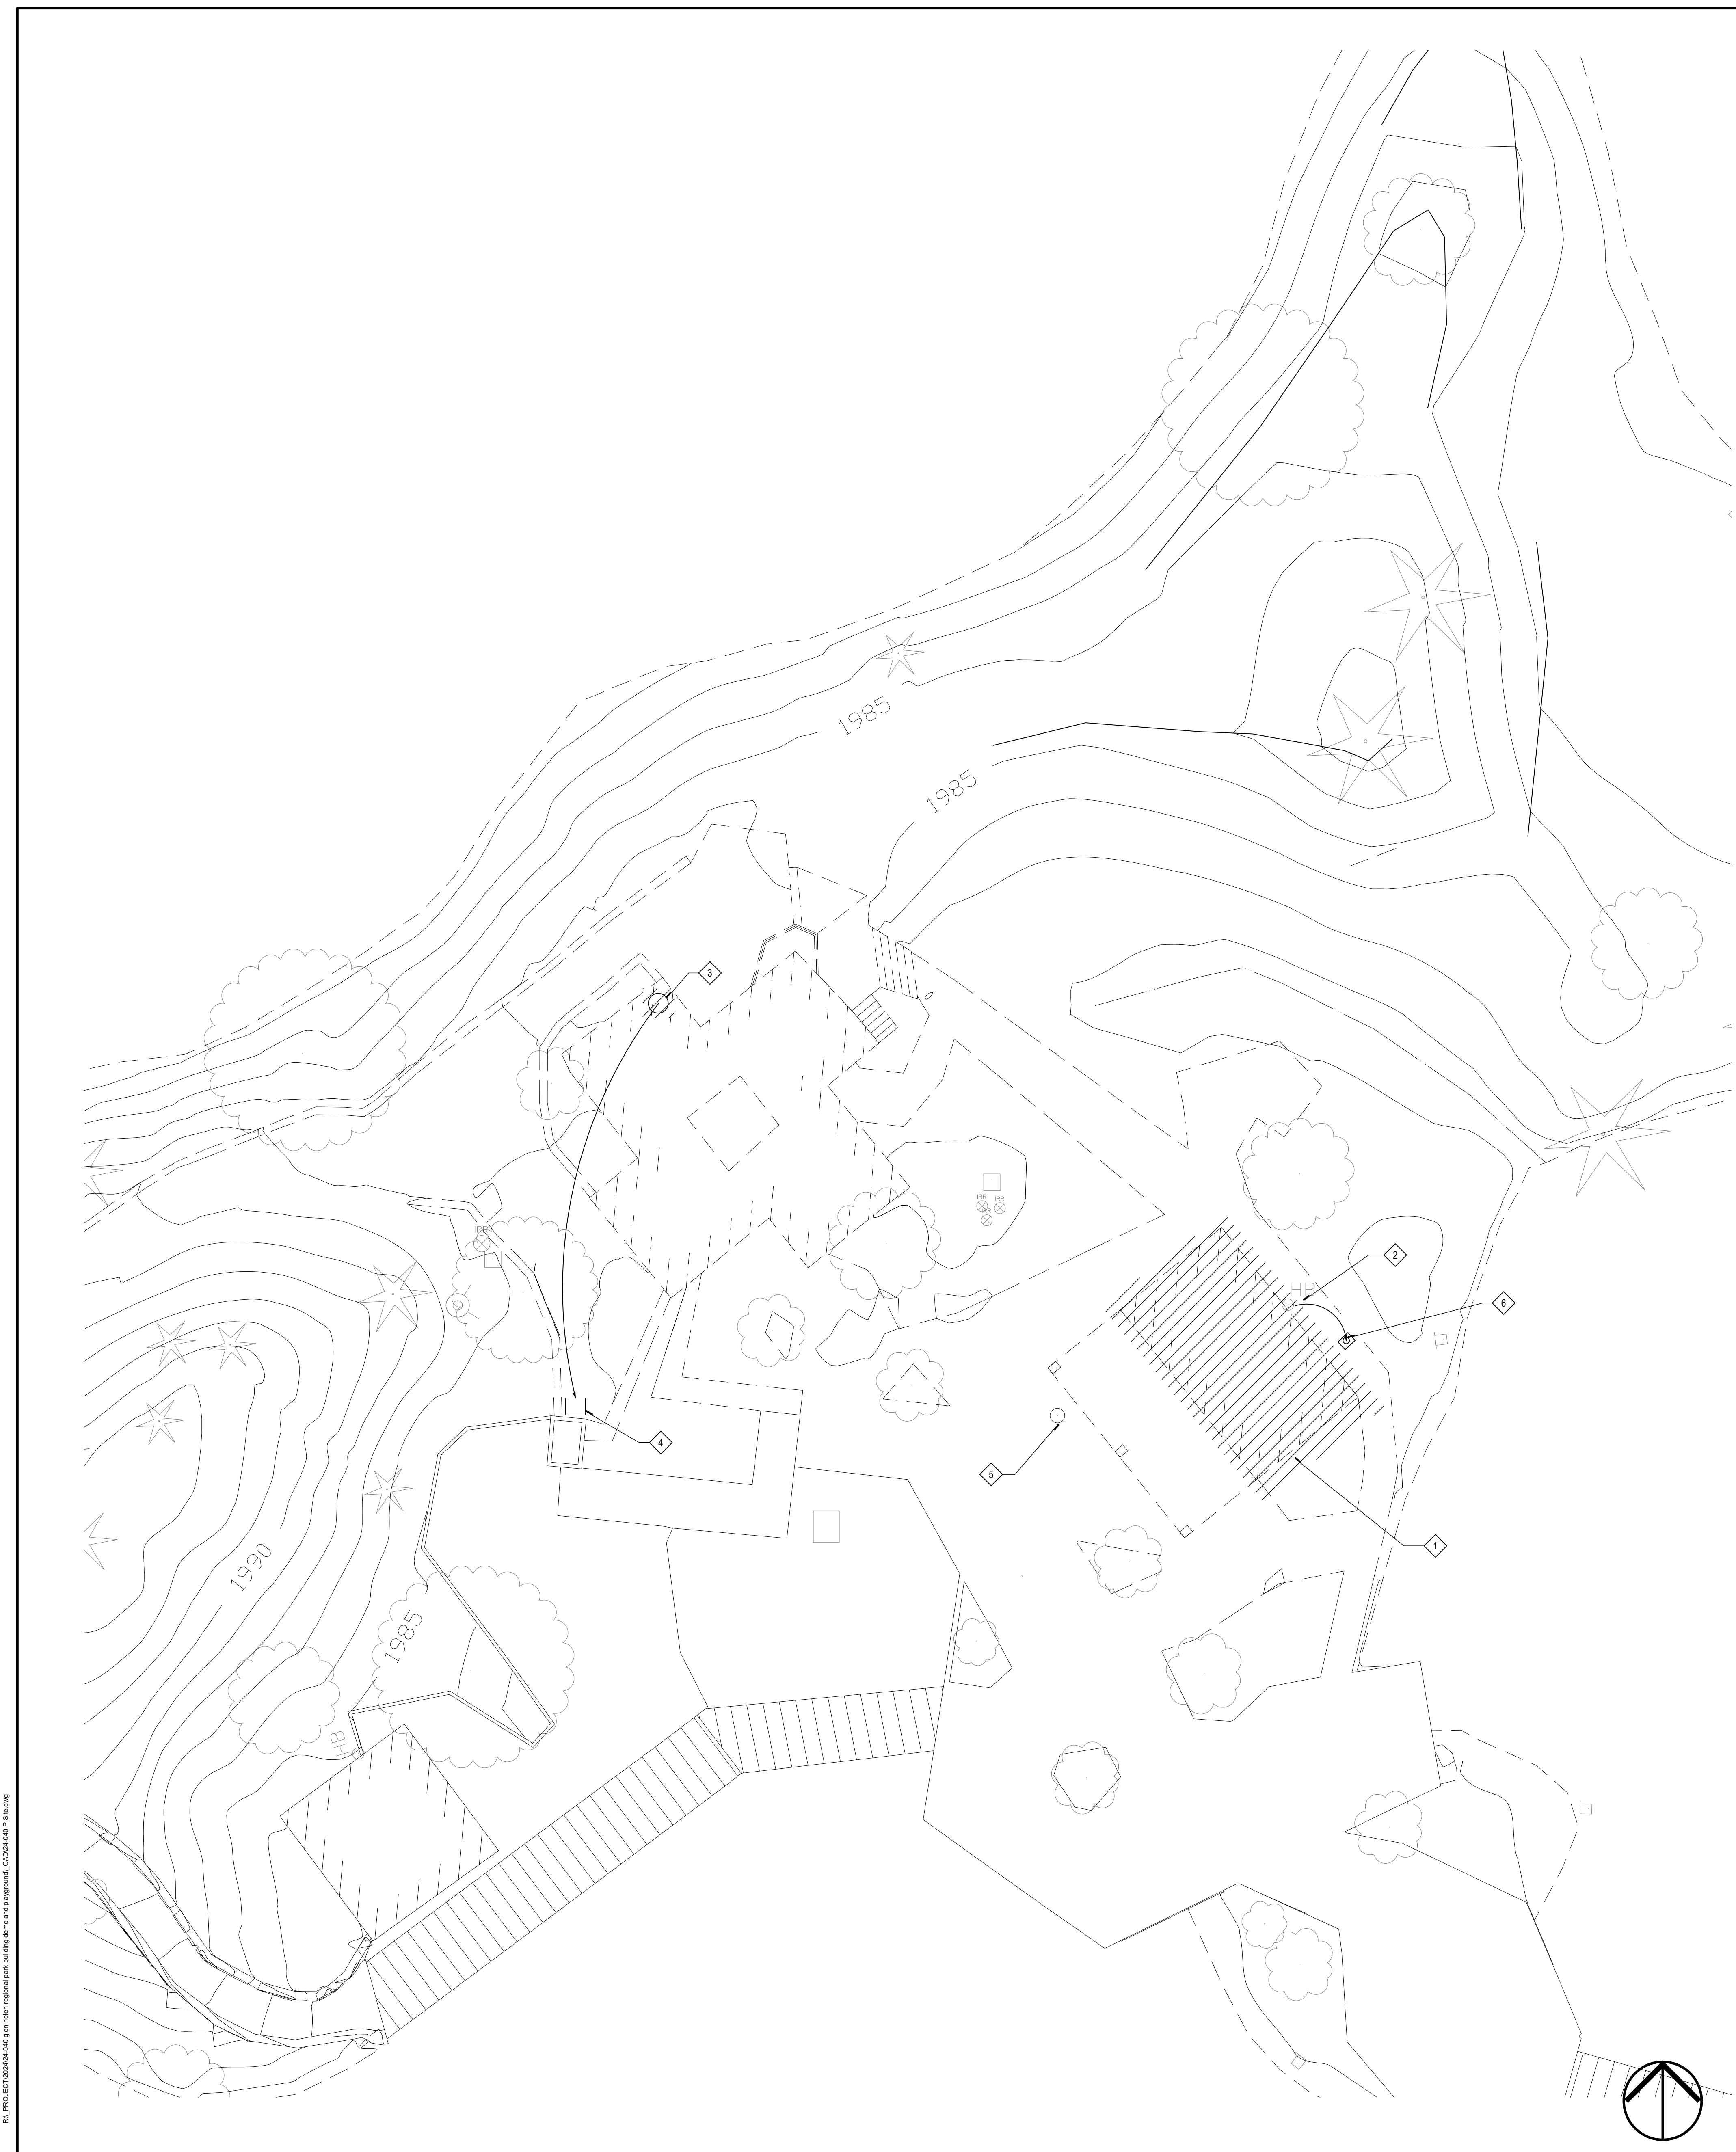 1985
1985
3
IRR
IRR
IRR
IRR
2
HB
6
4
5
1
1990
1985
HB
R:\_PROJECT\2024\24-040 glen helen regional park building demo and playground\_CAD\24-040 P Site.dwg